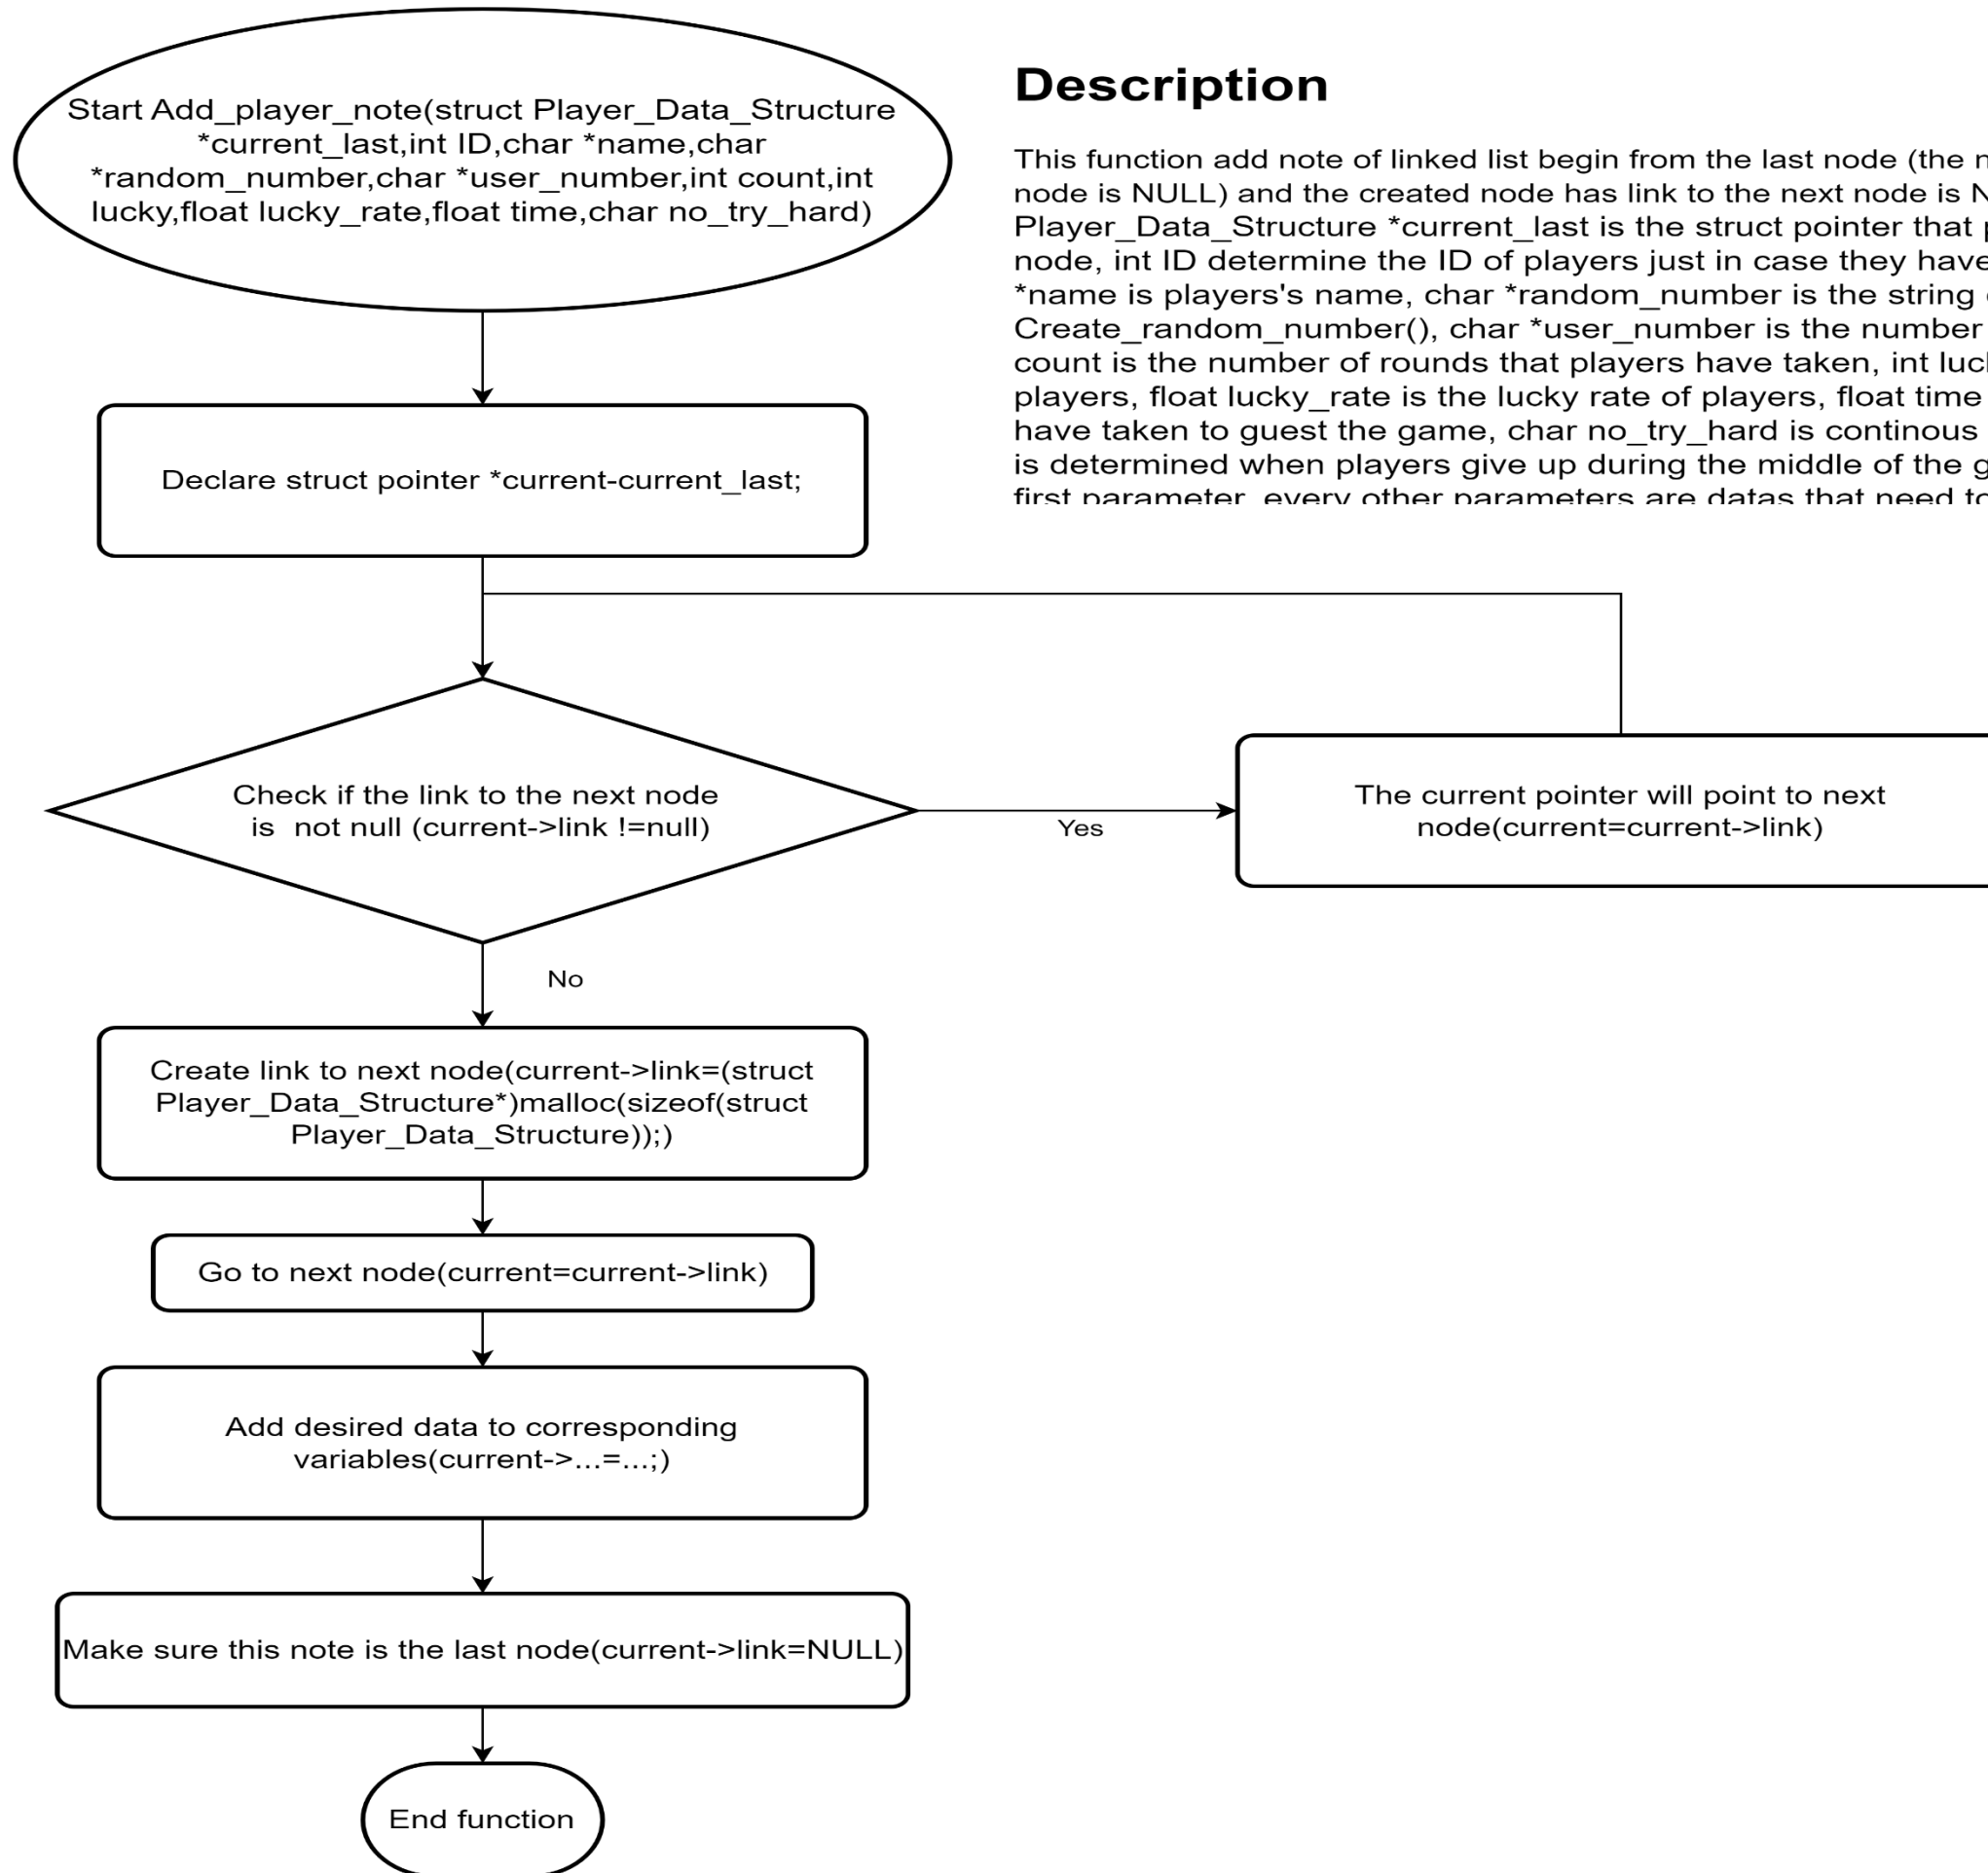 Start Add_player_note(struct Player_Data_Structure
*current_last,int ID,char *name,char
*random_number,char *user_number,int count,int
lucky,float lucky_rate,float time,char no_try_hard)
Description
This function add note of linked list begin from the last node (the
node is NULL) and the created node has link to the next node is
Player_Data_Structure *current_last is the struct pointer that
node, int ID determine the ID of players just in case they have
*name is players's name, char *random_number is the string
Create_random_number(), char *user_number is the number
count is the number of rounds that players have taken, int
players, float lucky_rate is the lucky rate of players, float time
have taken to guest the game, char no_try_hard is continous
is determined when players give up during the middle of the
first parameter, every other parameters are datas that need to
Declare struct pointer *current-current_last;
Check if the link to the next node
is  not null (current->link !=null)
Yes
The current pointer will point to next
node(current=current->link)
No
Create link to next node(current->link=(struct
Player_Data_Structure*)malloc(sizeof(struct
Player_Data_Structure));)
Go to next node(current=current->link)
Add desired data to corresponding
variables(current->...=...;)
Make sure this note is the last node(current->link=NULL)
End function